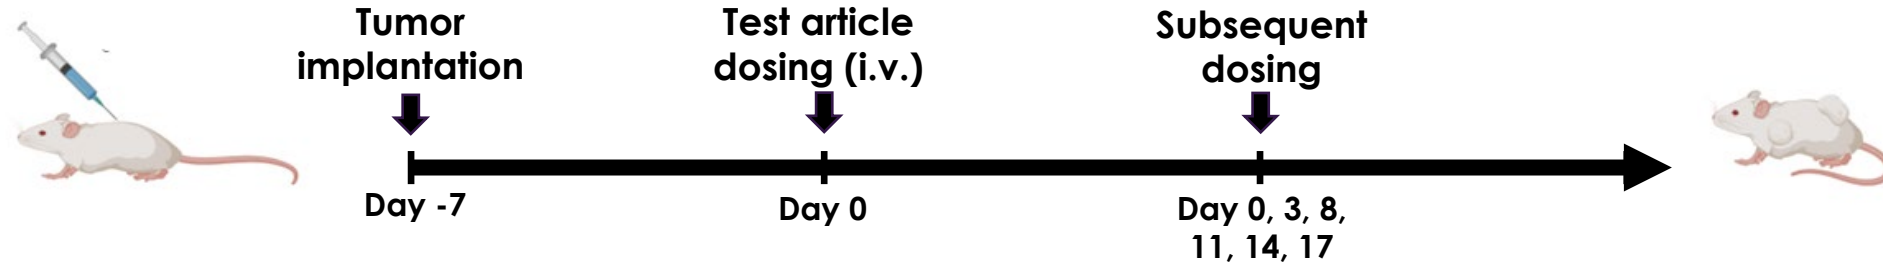 Tumor
implantation
Test article
dosing (i.v.)
Subsequent
dosing
Day -7
Day 0
Day 0, 3, 8,
11, 14, 17